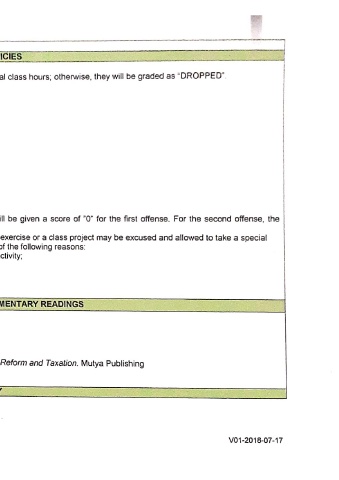 ICIES
al class hours; otherwise, they will be graded as "DROPPED".
ill be given a score of "0" for the first offense. For the second offense, the
exercise or a class project may be excused and allowed to take a special
of the following reasons:
ctivity;
MENTARY READINGS
Reform and Taxation. Mutya Publishing
V01-2018-07-17